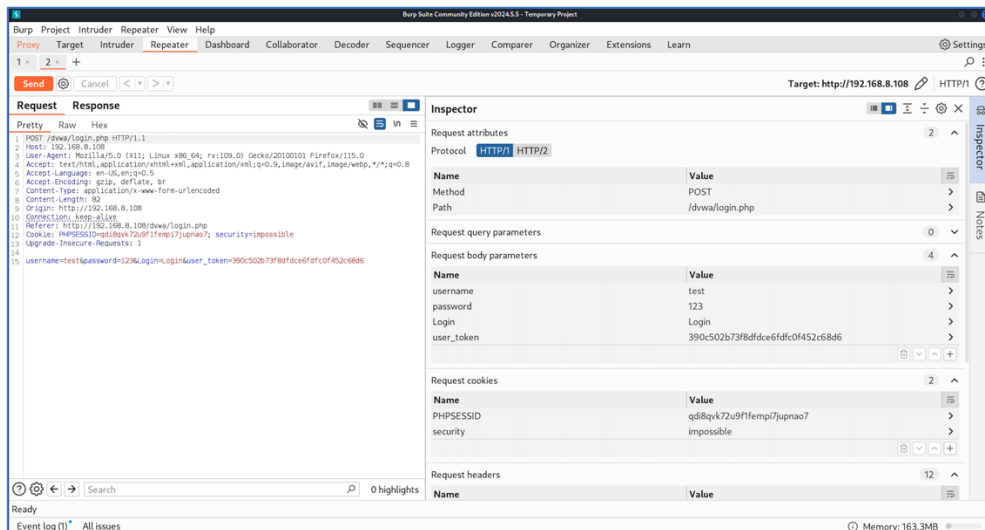 Burp Suite Community Edition v2024.5.5 - Temporary Project
Burp Project Intruder Repeater View Help
Proxy Target Intruder Repeater Dashboard Collaborator Decoder Sequencer Logger Comparer Organizer Extensions Learn Settings
1 × 2 × +
Send Cancel < > Target: http://192.168.8.108 HTTP/1
Request Response
Pretty Raw Hex \n
1 POST /dvwa/login.php HTTP/1.1
2 Host: 192.168.8.108
3 User-Agent: Mozilla/5.0 (X11; Linux x86_64; rv:109.0) Gecko/20100101 Firefox/115.0
4 Accept: text/html,application/xhtml+xml,application/xml;q=0.9,image/avif,image/webp,*/*;q=0.8
5 Accept-Language: en-US,en;q=0.5
6 Accept-Encoding: gzip, deflate, br
7 Content-Type: application/x-www-form-urlencoded
8 Content-Length: 82
9 Origin: http://192.168.8.108
10 Connection: keep-alive
11 Referer: http://192.168.8.108/dvwa/login.php
12 Cookie: PHPSESSID=qdi8qvk72u9f1fempi7jupnao7; security=impossible
13 Upgrade-Insecure-Requests: 1
14
15 username=test&password=123&Login=Login&user_token=390c502b73f8dfdce6fdfc0f452c68d6
Search 0 highlights
Inspector
Request attributes 2
Protocol HTTP/1 HTTP/2
Name Value
Method POST
Path /dvwa/login.php
Request query parameters 0
Request body parameters 4
Name Value
username test
password 123
Login Login
user_token 390c502b73f8dfdce6fdfc0f452c68d6
Request cookies 2
Name Value
PHPSESSID qdi8qvk72u9f1fempi7jupnao7
security impossible
Request headers 12
Name Value
Inspector
Notes
Ready
Event log (1) All issues Memory: 163.3MB